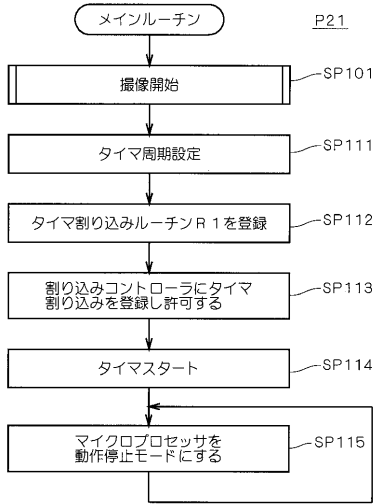 メインルーチン
P21
撮像開始
SP101
タイマ周期設定
SP111
タイマ割り込みルーチンR1を登録
SP112
割り込みコントローラにタイマ
割り込みを登録し許可する
SP113
タイマスタート
SP114
マイクロプロセッサを
動作停止モードにする
SP115